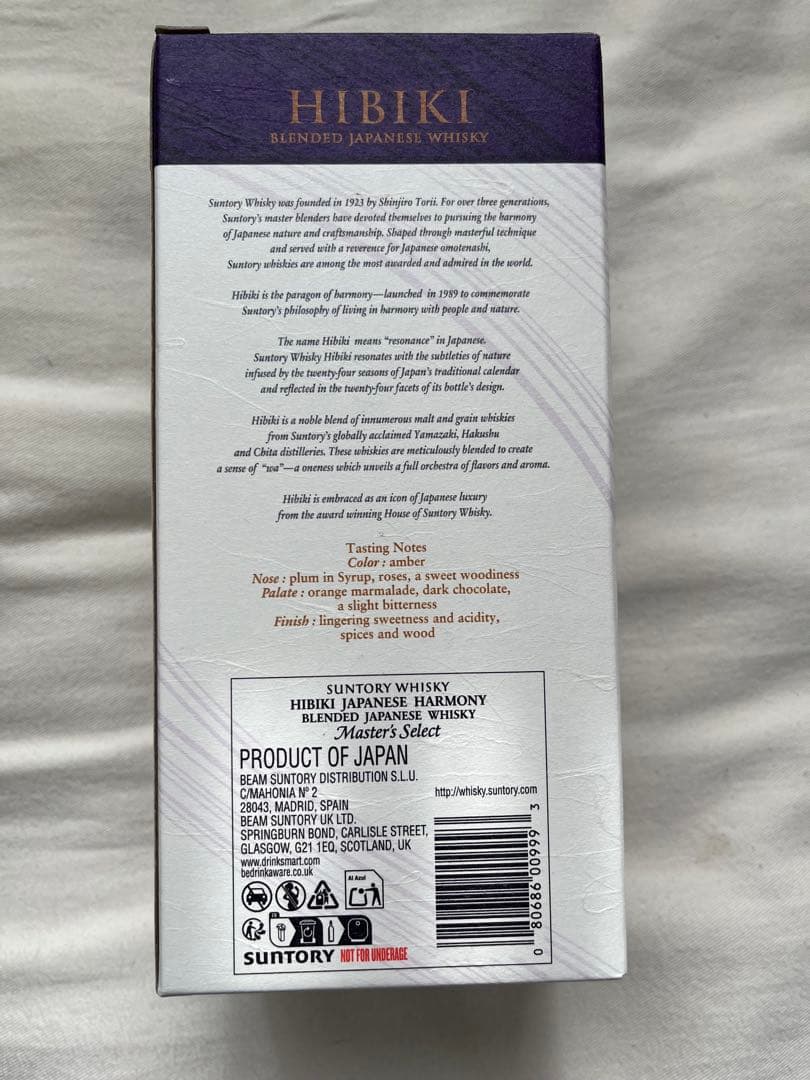 HIBIKI
BLENDED JAPANESE WHISKY
Suntory Whisky was founded in 1923 by Shinjiro Torii. For over three generations,
Suntory's master blenders have devoted themselves to pursuing the harmony
of Japanese nature and craftsmanship. Shaped through masterful technique
and served with a reverence for Japanese omotenashi,
Suntory whiskies are among the most awarded and admired in the world.
Hibiki is the paragon of harmony—launched in 1989 to commemorate
Suntory's philosophy of living in harmony with people and nature.
The name Hibiki means "resonance" in Japanese.
Suntory Whisky Hibiki resonates with the subtleties of nature
infused by the twenty-four seasons of Japan's traditional calendar
and reflected in the twenty-four facets of its bottle's design.
Hibiki is a noble blend of innumerous malt and grain whiskies
from Suntory's globally acclaimed Yamazaki, Hakushu
and Chita distilleries. These whiskies are meticulously blended to create
a sense of "wa"—a oneness which unveils a full orchestra of flavors and aroma.
Hibiki is embraced as an icon of Japanese luxury
from the award winning House of Suntory Whisky.
Tasting Notes
Color : amber
Nose : plum in Syrup, roses, a sweet woodiness
Palate : orange marmalade, dark chocolate,
a slight bitterness
Finish : lingering sweetness and acidity,
spices and wood
SUNTORY WHISKY
HIBIKI JAPANESE HARMONY
BLENDED JAPANESE WHISKY
Master's Select
PRODUCT OF JAPAN
BEAM SUNTORY DISTRIBUTION S.L.U.
C/MAHONIA Nº 2
28043, MADRID, SPAIN
BEAM SUNTORY UK LTD.
SPRINGBURN BOND, CARLISLE STREET,
GLASGOW, G21 1EQ, SCOTLAND, UK
www.drinksmart.com
bedrinkaware.co.uk
http://whisky.suntory.com
Al Azul
FR
SUNTORY NOT FOR UNDERAGE
0 80686 00999 3